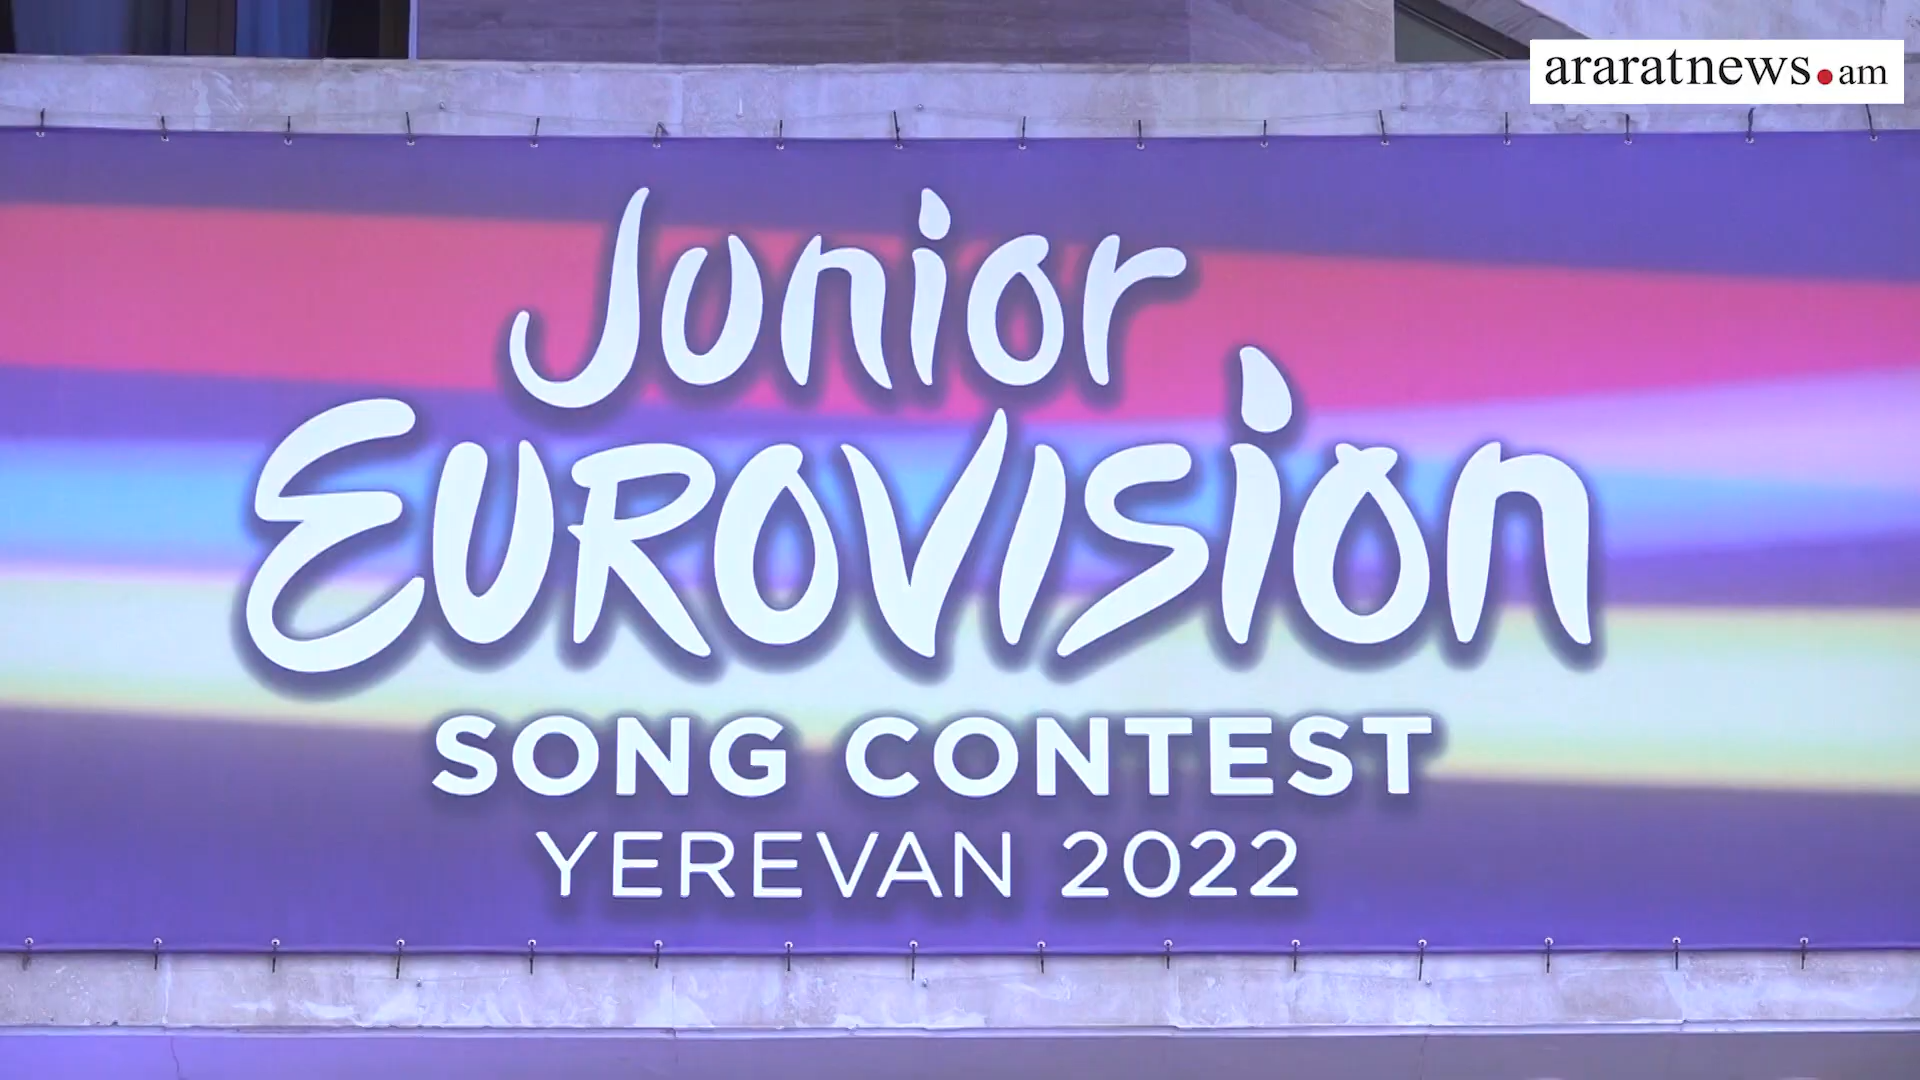 araratnews.am
Junior
EUROVISION
SONG CONTEST
YEREVAN 2022